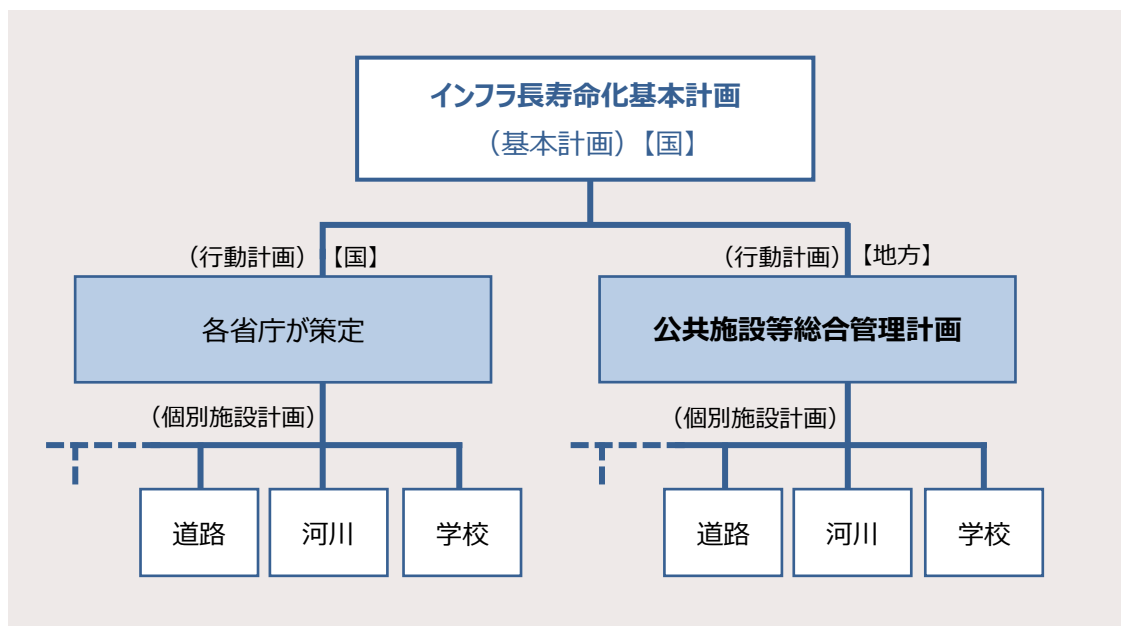 インフラ長寿命化基本計画
（基本計画）【国】
（行動計画）【国】
（行動計画）【地方】
各省庁が策定
公共施設等総合管理計画
（個別施設計画）
（個別施設計画）
道路
河川
学校
道路
河川
学校